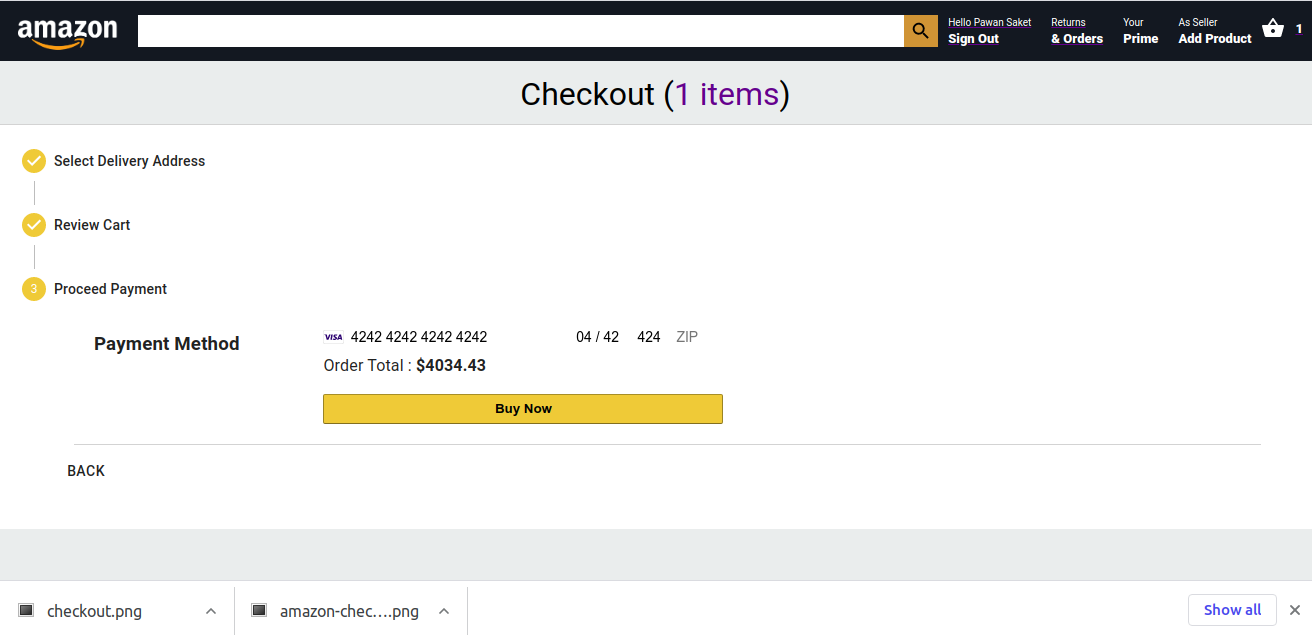 amazon
Hello Pawan Saket
Sign Out
Returns
& Orders
Your
Prime
As Seller
Add Product
1
Checkout (1 items)
Select Delivery Address
Review Cart
3 Proceed Payment
Payment Method
VISA 4242 4242 4242 4242 04 / 42 424 ZIP
Order Total : $4034.43
Buy Now
BACK
checkout.png
amazon-chec....png
Show all